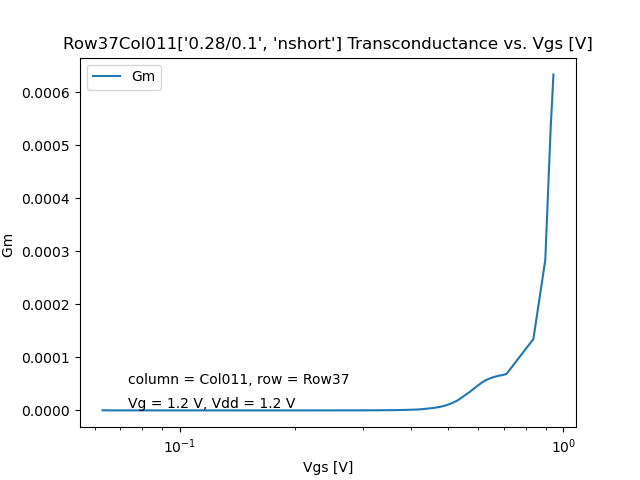 Row37Col011['0.28/0.1', 'nshort'] Transconductance vs. Vgs [V]
Gm
0.0006
0.0005
0.0004
0.0003
0.0002
0.0001
0.0000
Gm
column = Col011, row = Row37
Vg = 1.2 V, Vdd = 1.2 V
10⁻¹
10⁰
Vgs [V]